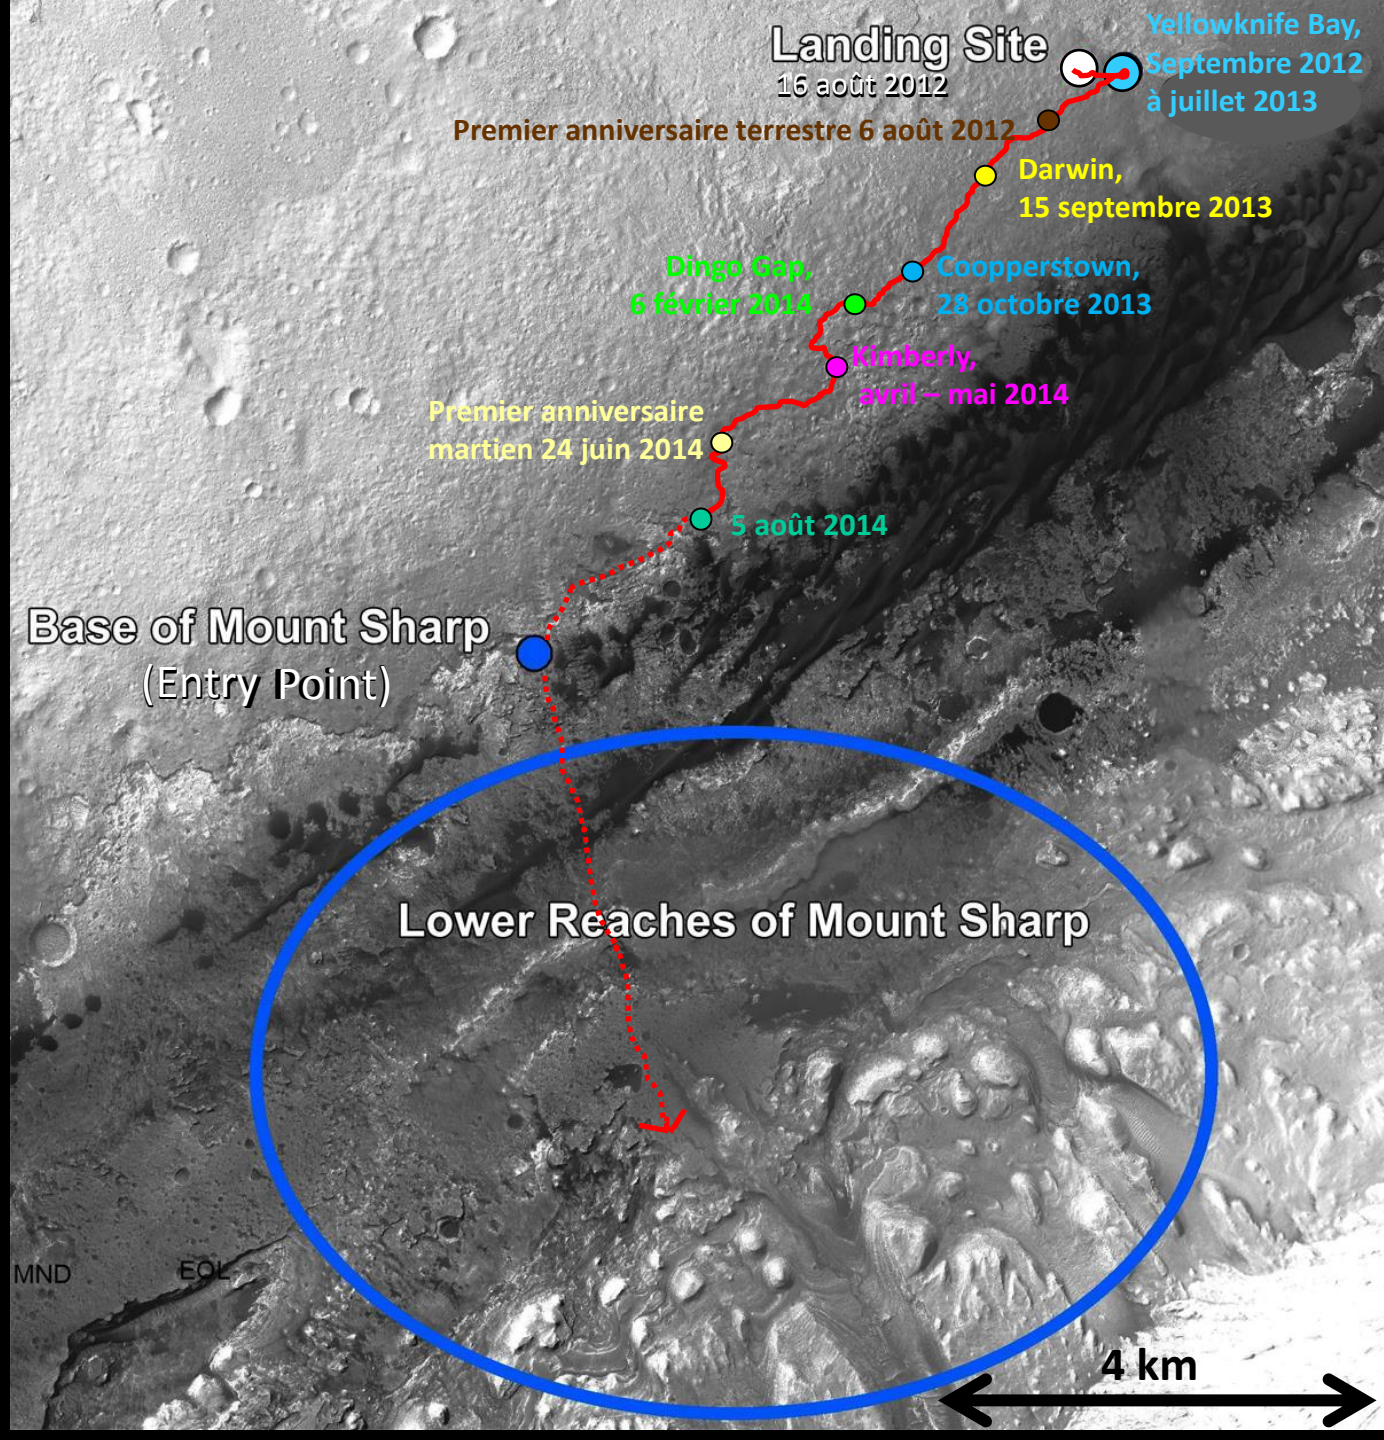 Landing Site
16 août 2012
Yellowknife Bay,
Septembre 2012
à juillet 2013
Premier anniversaire terrestre 6 août 2012
Darwin,
15 septembre 2013
Dingo Gap,
6 février 2014
Coopperstown,
28 octobre 2013
Kimberly,
avril – mai 2014
Premier anniversaire
martien 24 juin 2014
5 août 2014
Base of Mount Sharp
(Entry Point)
Lower Reaches of Mount Sharp
MND
EOL
4 km